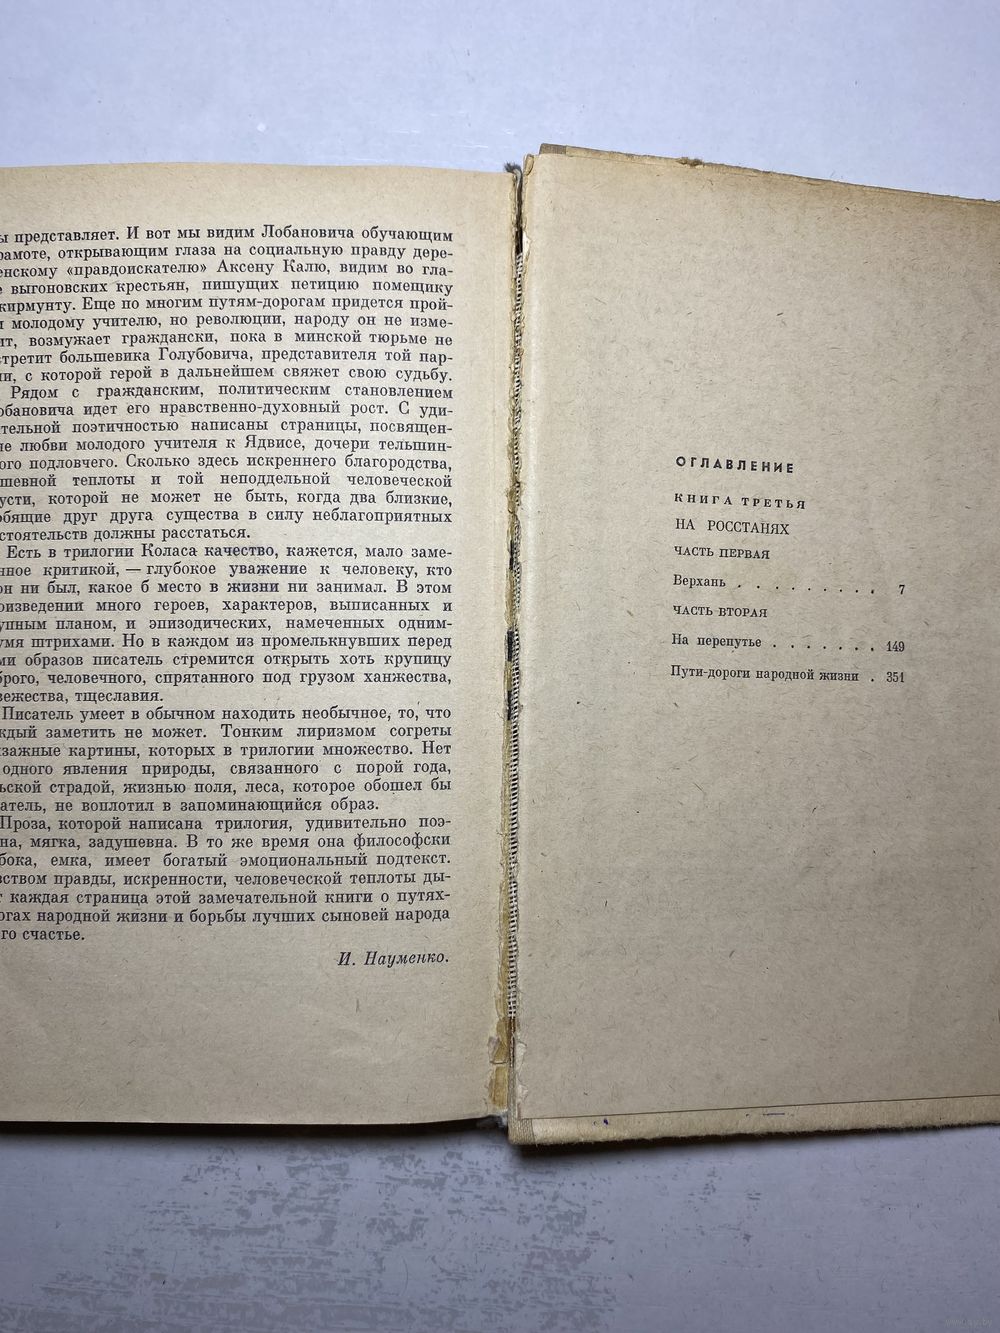 ы представляет. И вот мы видим Лобановича обучающим
рамоте, открывающим глаза на социальную правду дере-
енскому «правдоискателю» Аксену Калю, видим во гла-
е выгоновских крестьян, пишущих петицию помещику
кирмунту. Еще по многим путям-дорогам придется прой-
и молодому учителю, но революции, народу он не изме-
ит, возмужает граждански, пока в минской тюрьме не
стретит большевика Голубовича, представителя той пар-
ии, с которой герой в дальнейшем свяжет свою судьбу.
Рядом с гражданским, политическим становлением
обановича идет его нравственно-духовный рост. С уди-
ительной поэтичностью написаны страницы, посвящен-
ые любви молодого учителя к Ядвисе, дочери тельшин-
кого подловчего. Сколько здесь искреннего благородства,
шевной теплоты и той неподдельной человеческой
усти, которой не может не быть, когда два близкие,
юбящие друг друга существа в силу неблагоприятных
стоятельств должны расстаться.
Есть в трилогии Коласа качество, кажется, мало заме-
нное критикой, — глубокое уважение к человеку, кто
он ни был, какое б место в жизни ни занимал. В этом
оизведении много героев, характеров, выписанных и
упным планом, и эпизодических, намеченных одним-
умя штрихами. Но в каждом из промелькнувших перед
ми образов писатель стремится открыть хоть крупицу
брого, человечного, спрятанного под грузом ханжества,
вежества, тщеславия.
Писатель умеет в обычном находить необычное, то, что
ждый заметить не может. Тонким лиризмом согреты
йзажные картины, которых в трилогии множество. Нет
одного явления природы, связанного с порой года,
льской страдой, жизнью поля, леса, которое обошел бы
атель, не воплотил в запоминающийся образ.
Проза, которой написана трилогия, удивительно поэ-
на, мягка, задушевна. В то же время она философски
бока, емка, имеет богатый эмоциональный подтекст.
вством правды, искренности, человеческой теплоты ды-
т каждая страница этой замечательной книги о путях-
огах народной жизни и борьбы лучших сыновей народа
го счастье.
И. Науменко.
ОГЛАВЛЕНИЕ
КНИГА ТРЕТЬЯ
НА РОССТАНЯХ
ЧАСТЬ ПЕРВАЯ
Верхань . . . . . . . . . 7
ЧАСТЬ ВТОРАЯ
На перепутье . . . . . . . 149
Пути-дороги народной жизни . 351